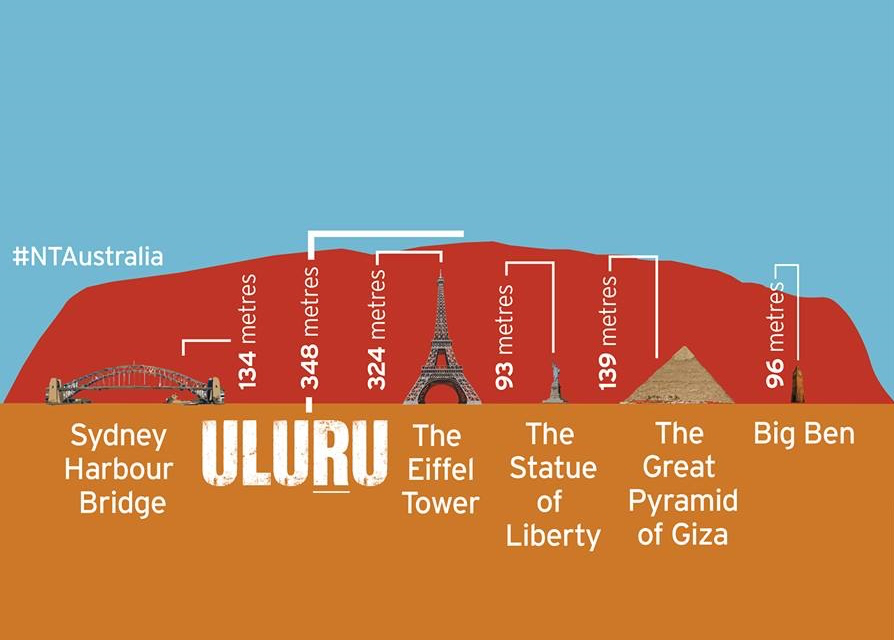 #NTAustralia
134 metres
348 metres
324 metres
93 metres
139 metres
96 metres
Sydney
Harbour
Bridge
ULURU
The
Eiffel
Tower
The
Statue
of
Liberty
The
Great
Pyramid
of Giza
Big Ben